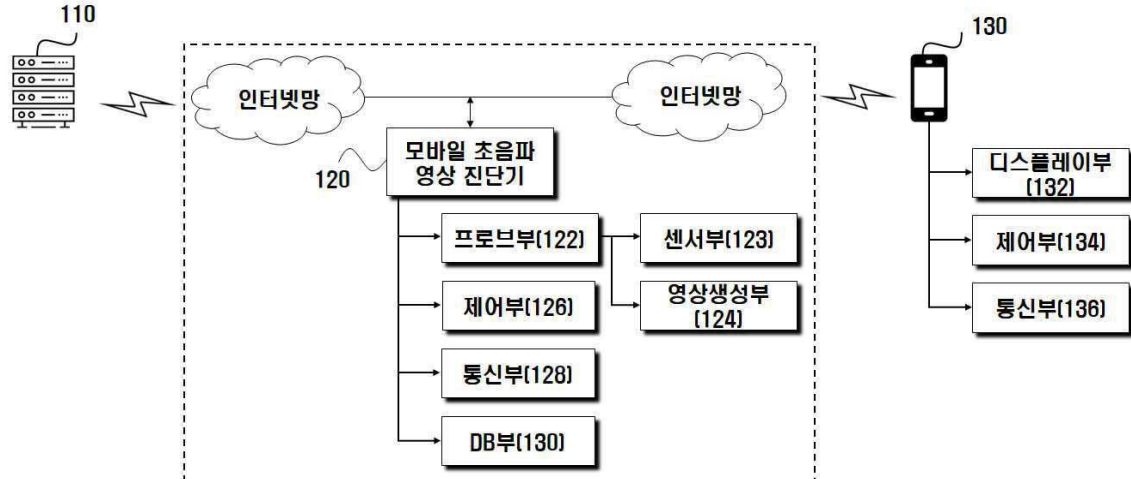 110
130
인터넷망
인터넷망
모바일 초음파
영상 진단기
120
디스플레이부
(132)
프로브부(122)
센서부(123)
제어부(134)
제어부(126)
영상생성부
(124)
통신부(136)
통신부(128)
DB부(130)